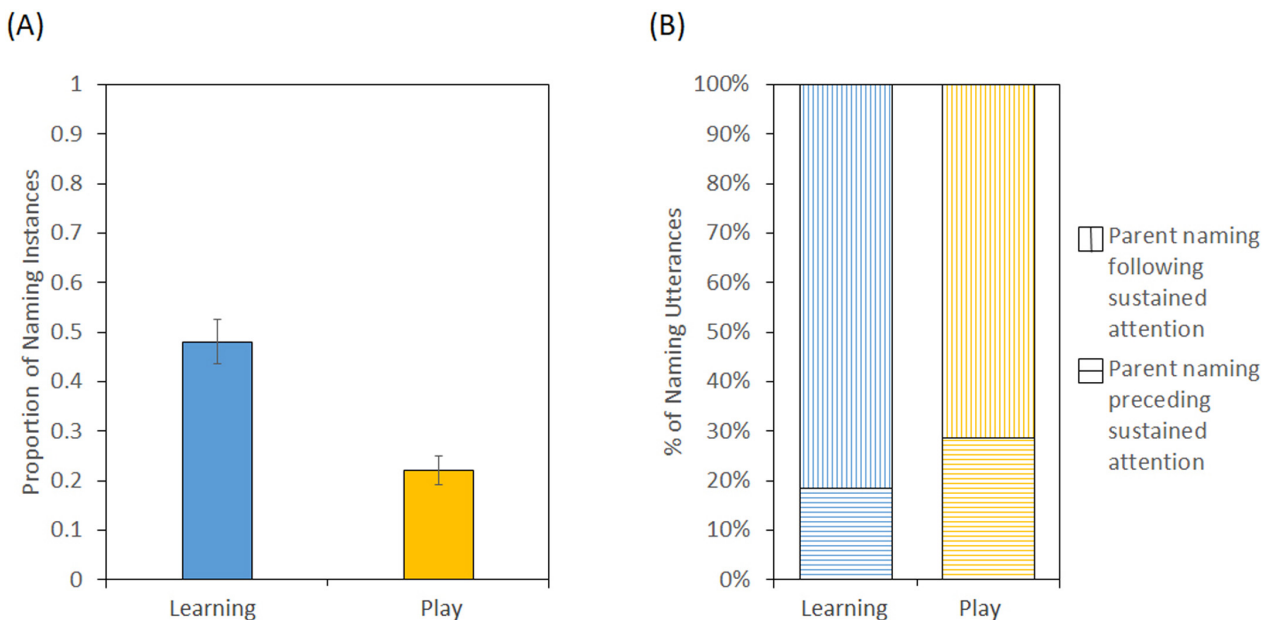 (A)
Proportion of Naming Instances
1
0.9
0.8
0.7
0.6
0.5
0.4
0.3
0.2
0.1
0
Learning
Play
(B)
% of Naming Utterances
100%
90%
80%
70%
60%
50%
40%
30%
20%
10%
0%
Learning
Play
Parent naming
following
sustained
attention
Parent naming
preceding
sustained
attention